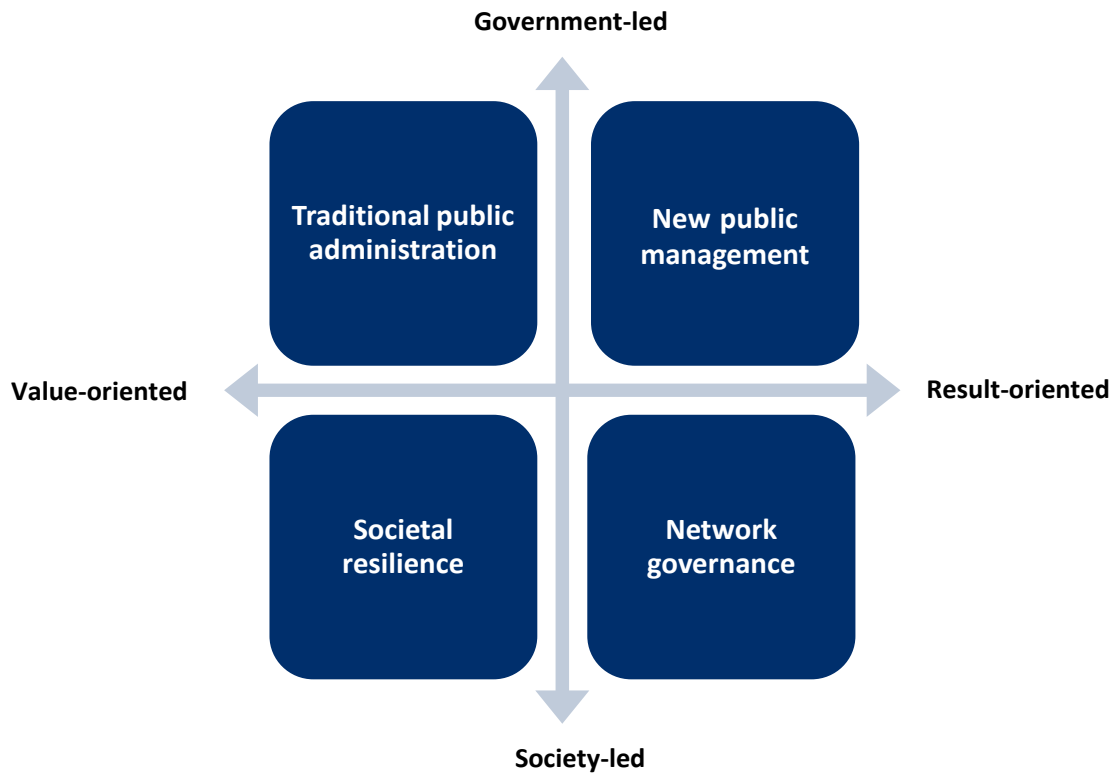 Government-led
Traditional public
administration
New public
management
Value-oriented
Result-oriented
Societal
resilience
Network
governance
Society-led